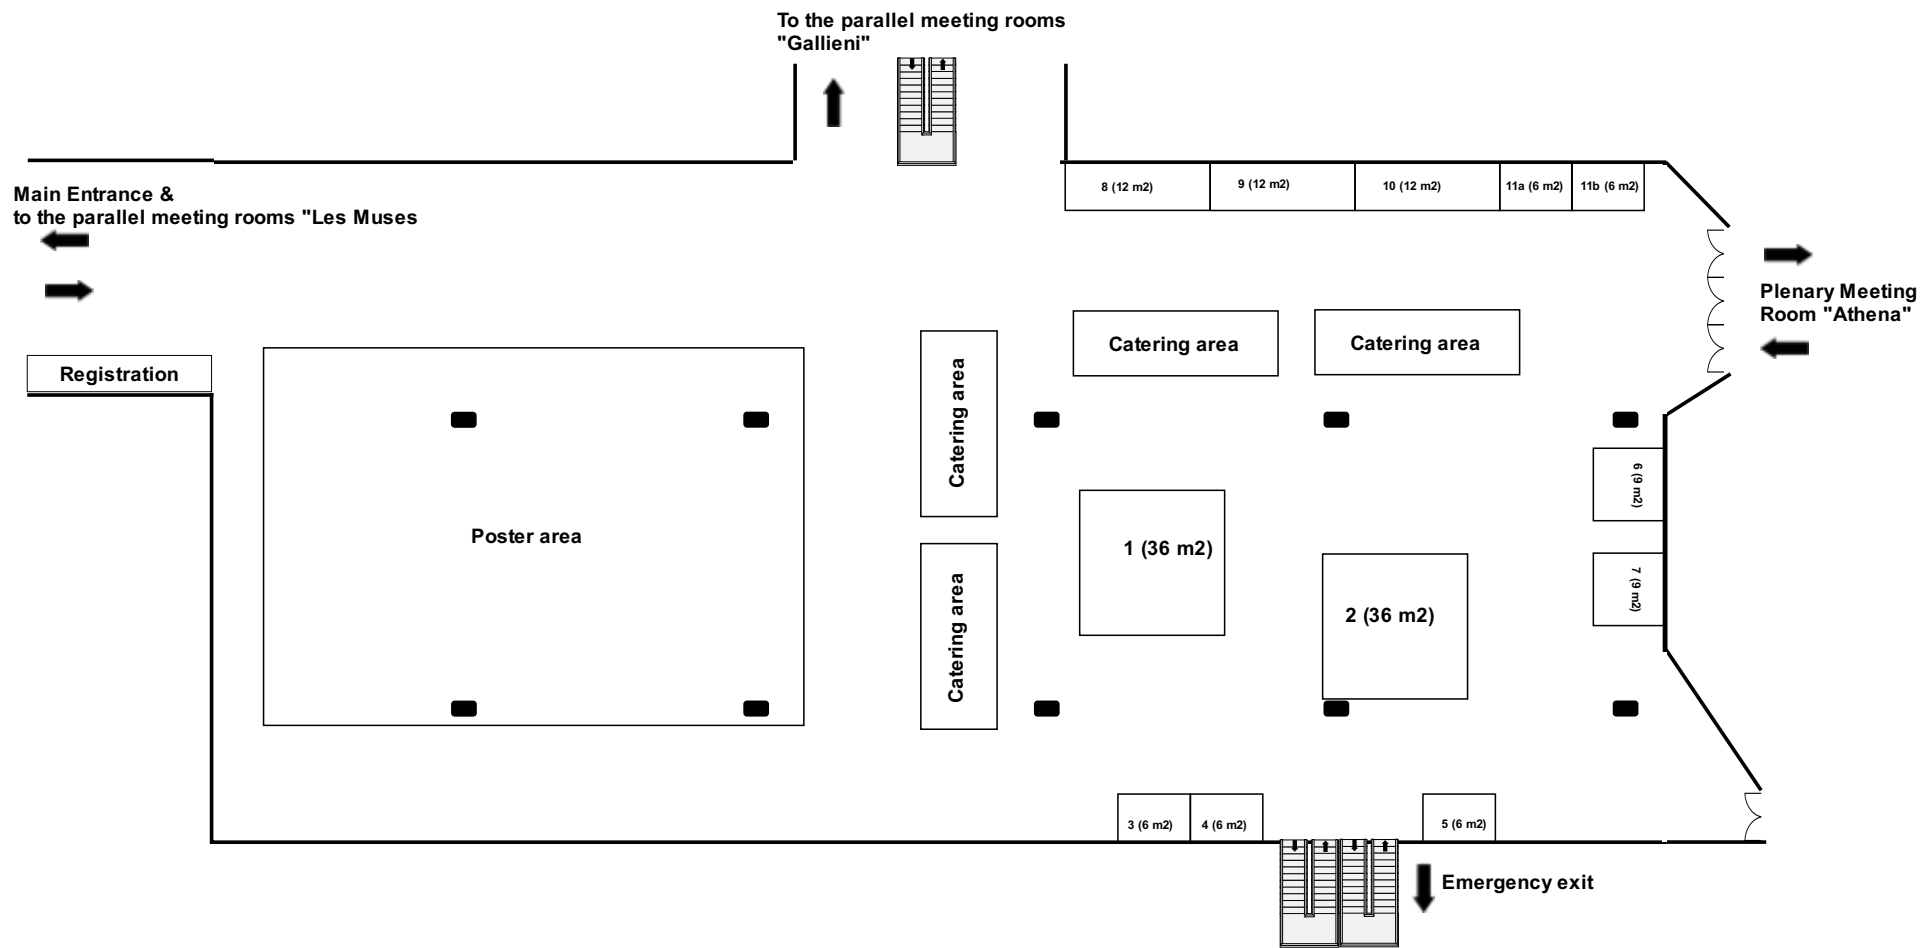 To the parallel meeting rooms
"Gallieni"
Main Entrance &
to the parallel meeting rooms "Les Muses
8 (12 m2)
9 (12 m2)
10 (12 m2)
11a (6 m2)
11b (6 m2)
Plenary Meeting
Room "Athena"
Registration
Catering area
Catering area
Catering area
Catering area
Poster area
1 (36 m2)
2 (36 m2)
6 (9 m2)
7 (9 m2)
3 (6 m2)
4 (6 m2)
5 (6 m2)
Emergency exit